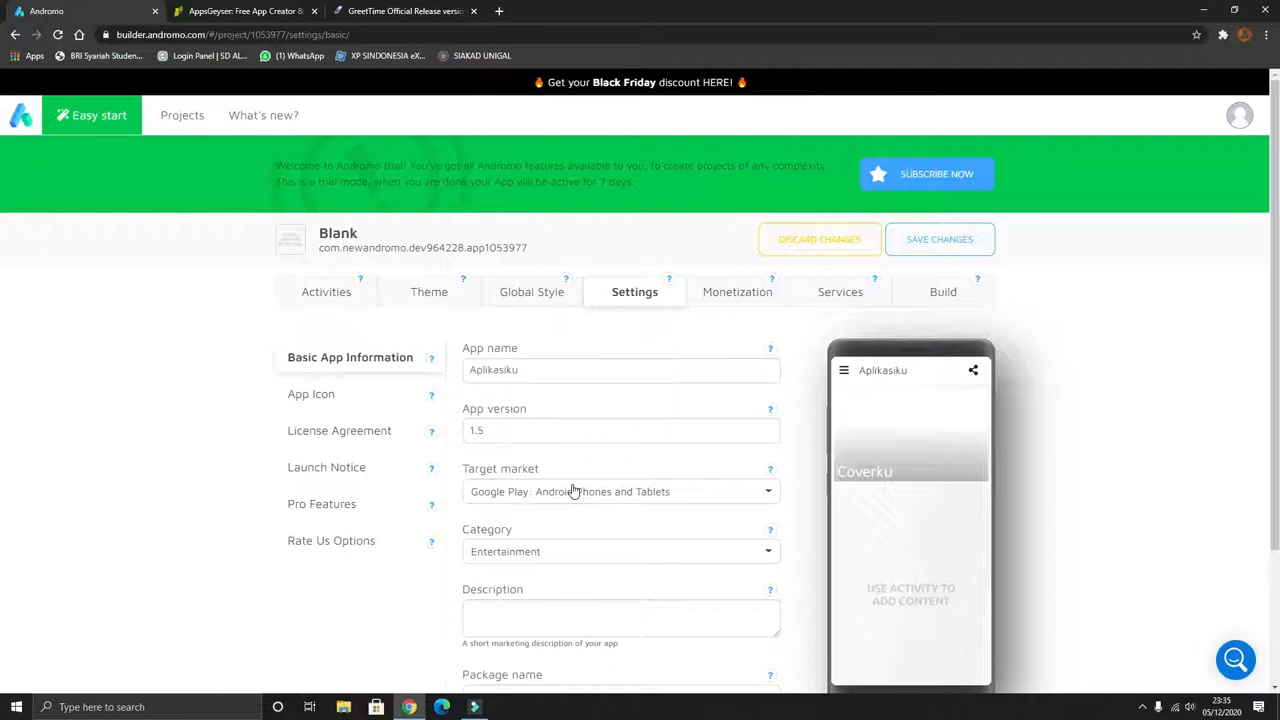 Andromo
AppsGeyser: Free App Creator &
GreetTime Official Release versio
builder.andromo.com/#/project/1053977/settings/basic/
Apps
BRI Syariah Studen...
Login Panel | SD AL...
(1) WhatsApp
XP SINDONESIA eX...
SIAKAD UNIGAL
Get your Black Friday discount HERE!
Easy start
Projects
What's new?
Welcome to Andromo trial! You've got all Andromo features available to you, to create projects of any complexity.
This is a trial mode, when you are done your App will be active for 7 days.
SUBSCRIBE NOW
Blank
com.newandromo.dev964228.app1053977
DISCARD CHANGES
SAVE CHANGES
Activities ?
Theme ?
Global Style ?
Settings ?
Monetization ?
Services ?
Build ?
Basic App Information ?
App Icon ?
License Agreement ?
Launch Notice ?
Pro Features ?
Rate Us Options ?
App name ?
Aplikasiku
App version ?
1.5
Target market ?
Google Play: Android Phones and Tablets
Category ?
Entertainment
Description ?
A short marketing description of your app
Package name ?
Aplikasiku
Coverku
USE ACTIVITY TO
ADD CONTENT
Type here to search
23:35
05/12/2020